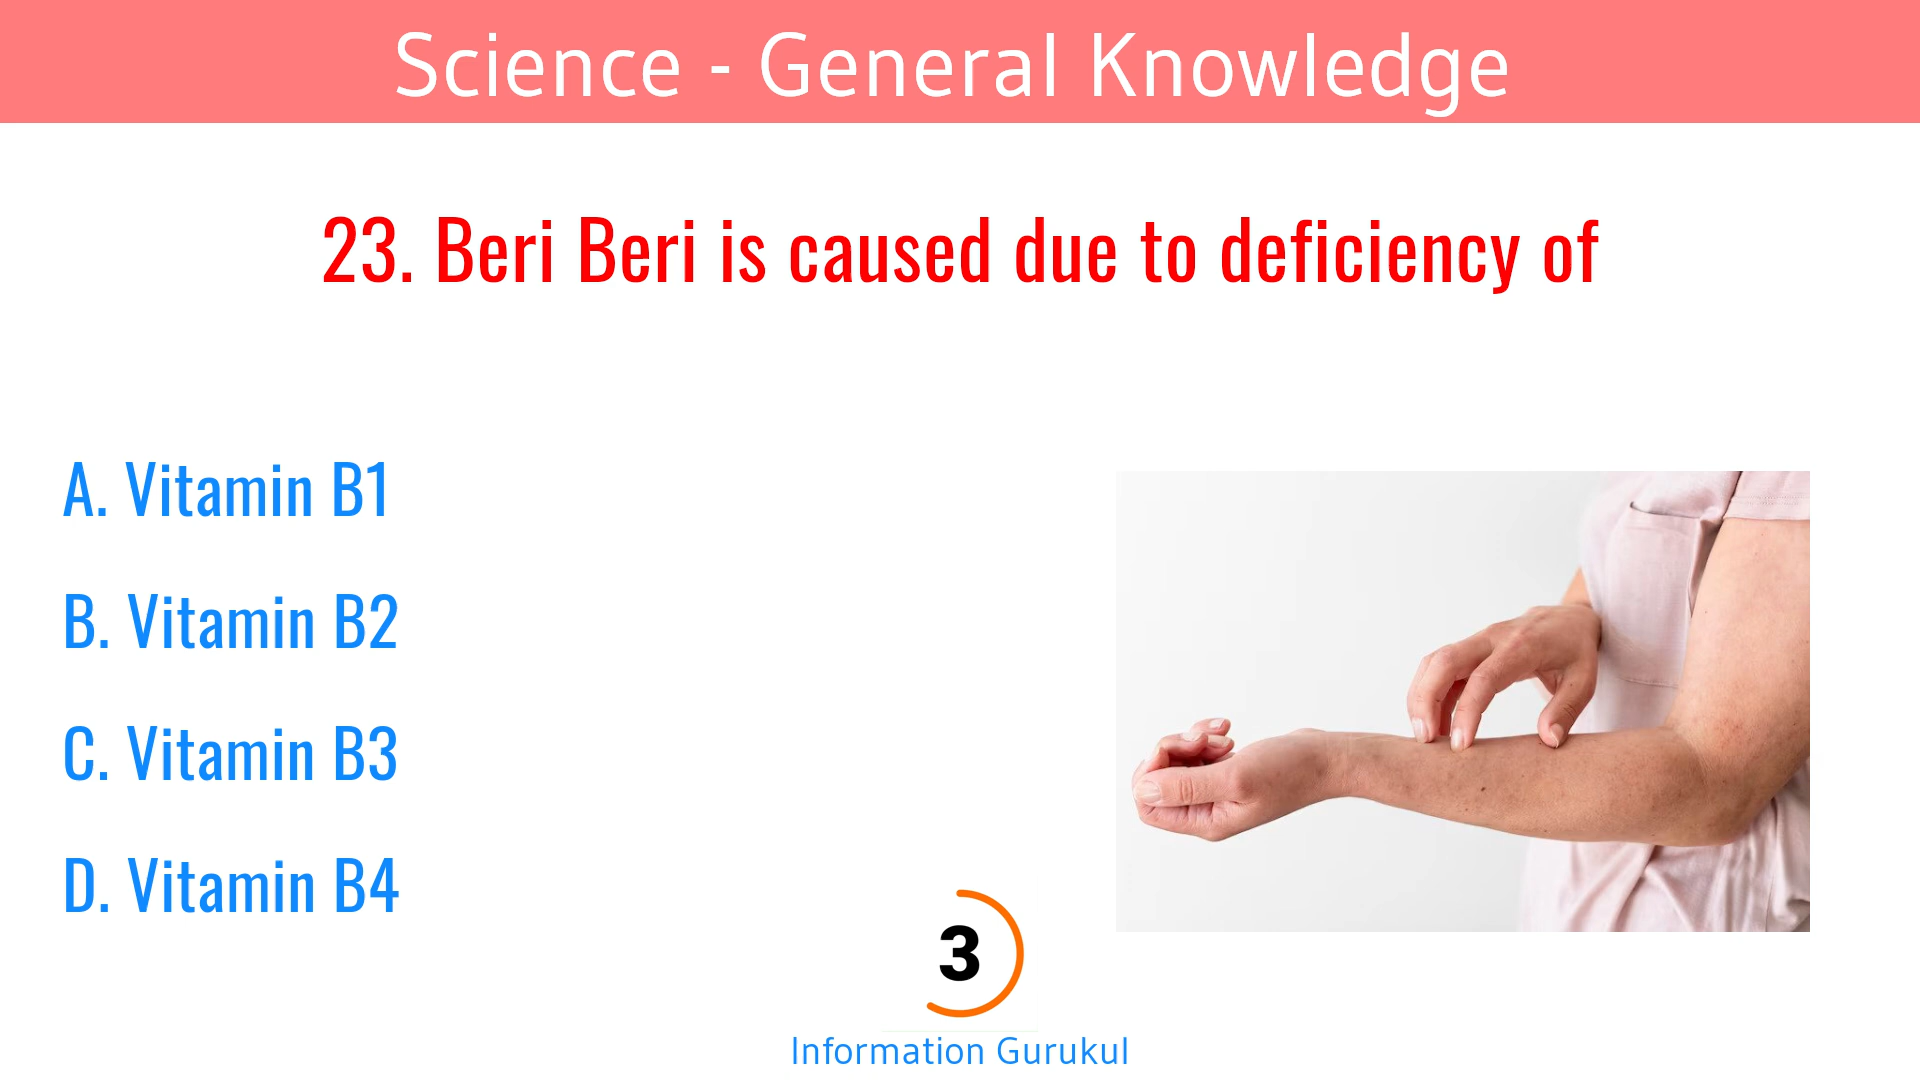 Science - General Knowledge
23. Beri Beri is caused due to deficiency of
A. Vitamin B1
B. Vitamin B2
C. Vitamin B3
D. Vitamin B4
3
Information Gurukul